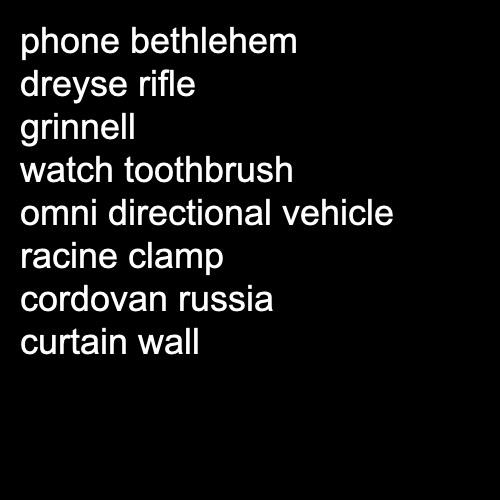 phone bethlehem
dreyse rifle
grinnell
watch toothbrush
omni directional vehicle
racine clamp
cordovan russia
curtain wall